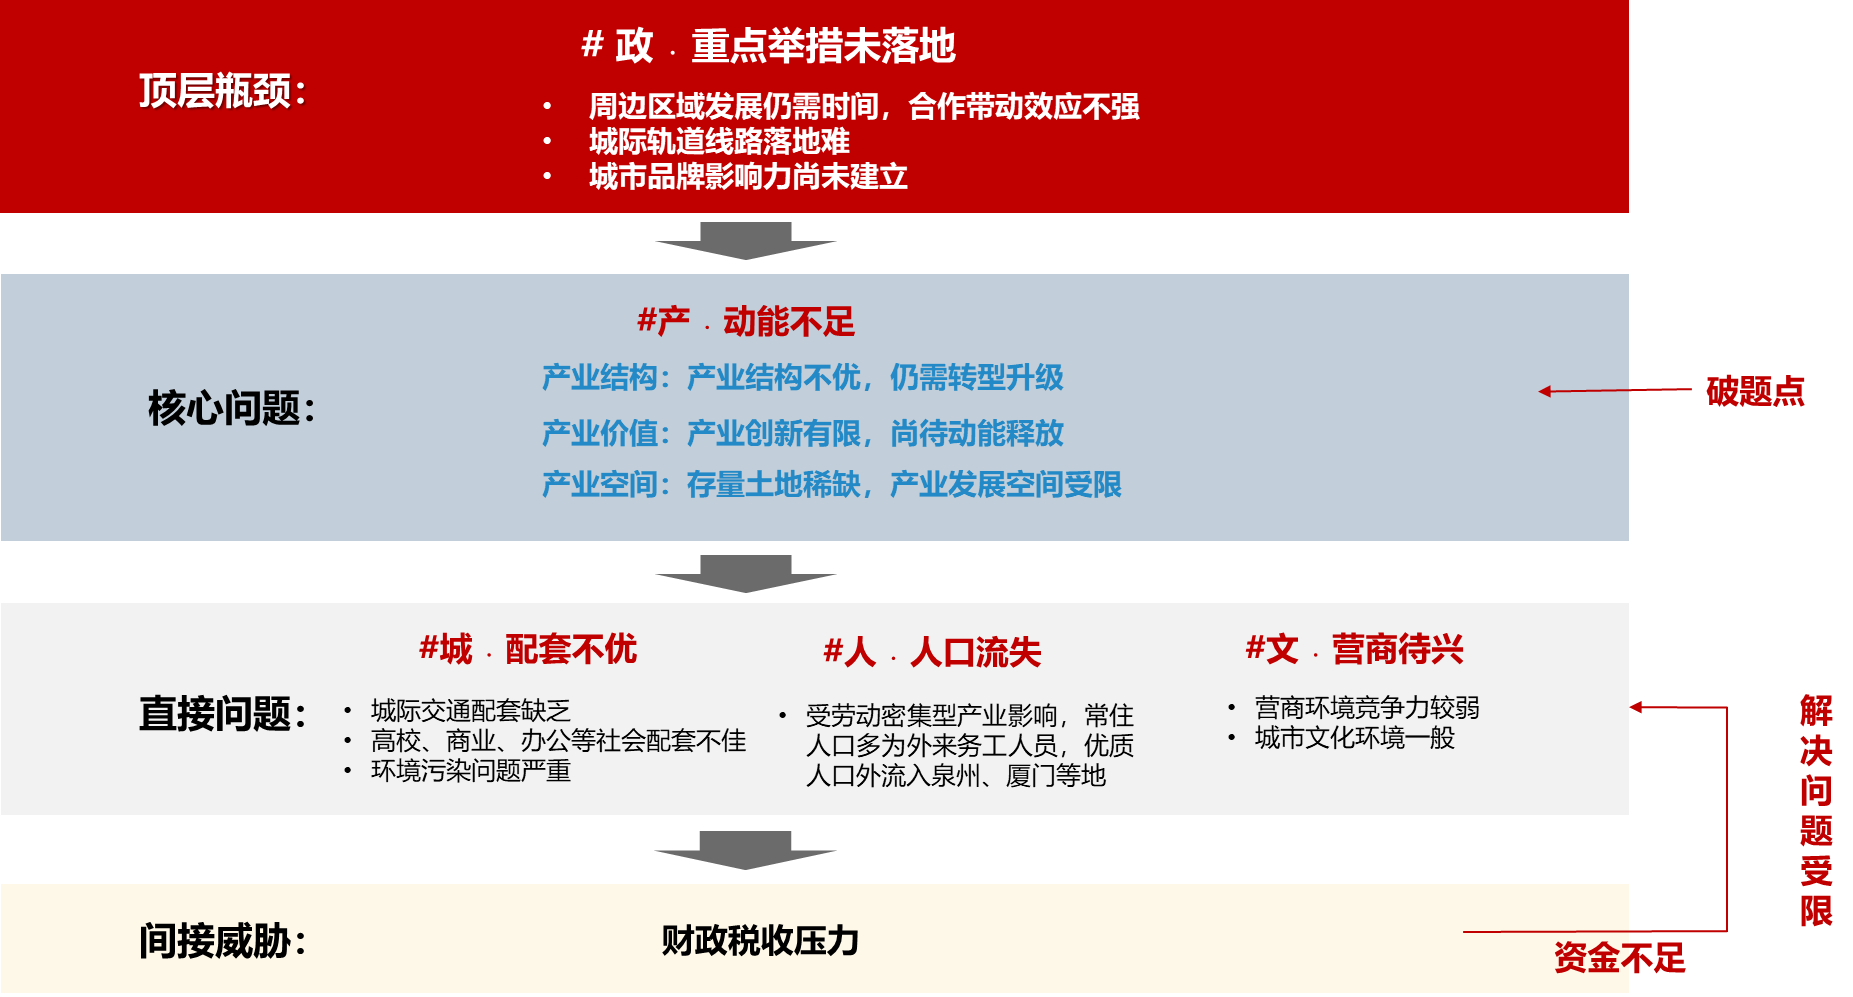 # 政 . 重点举措未落地
顶层瓶颈：
• 周边区域发展仍需时间，合作带动效应不强
• 城际轨道线路落地难
• 城市品牌影响力尚未建立
#产 . 动能不足
核心问题：
产业结构：产业结构不优，仍需转型升级
产业价值：产业创新有限，尚待动能释放
产业空间：存量土地稀缺，产业发展空间受限
破题点
直接问题：
#城 . 配套不优
• 城际交通配套缺乏
• 高校、商业、办公等社会配套不佳
• 环境污染问题严重
#人 . 人口流失
• 受劳动密集型产业影响，常住
人口多为外来务工人员，优质
人口外流入泉州、厦门等地
#文 . 营商待兴
• 营商环境竞争力较弱
• 城市文化环境一般
解决问题受限
间接威胁：
财政税收压力
资金不足